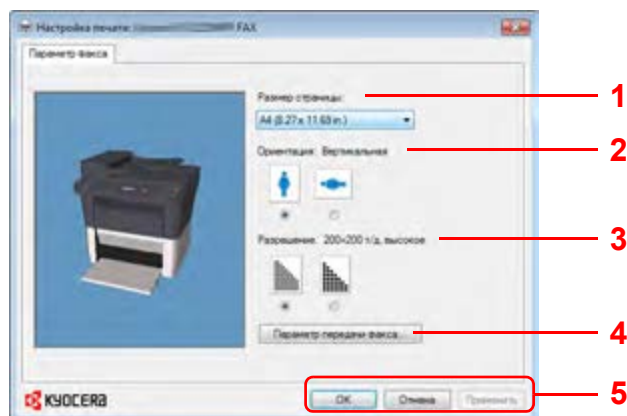 Настройка печати: FAX
Параметр факса
Размер страницы:
1
A4 (8.27 x 11.69 in.)
Ориентация: Вертикальная
2
Разрешение: 200×200 т/д, высокое
3
Параметр передачи факса...
4
KYOCERA
OK Отмена Применить
5